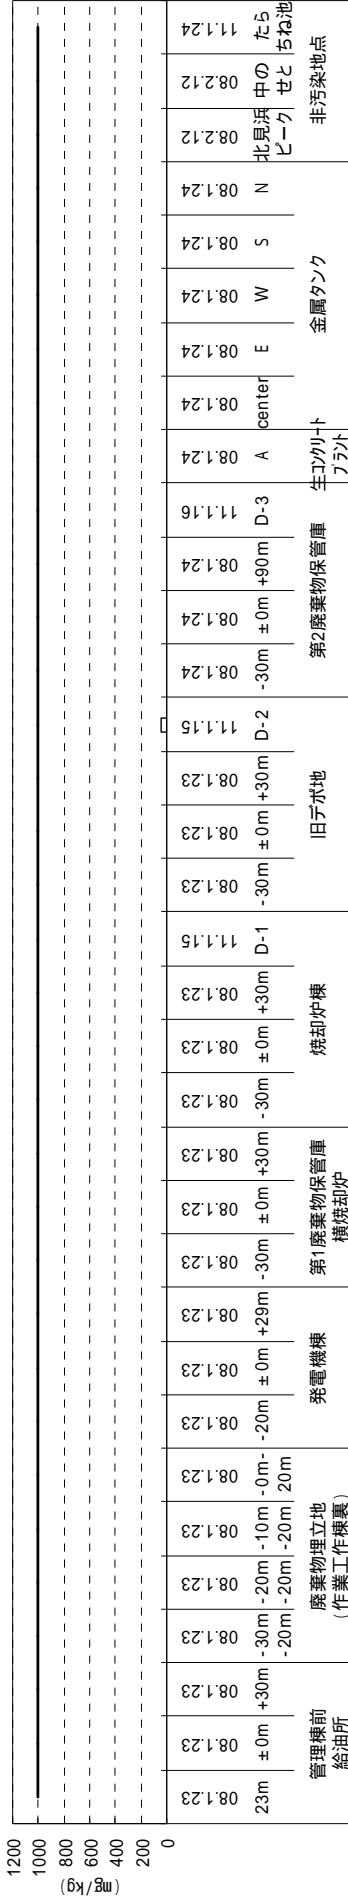 (mg/kg)
1200
1000
800
600
400
200
0
08.1.23 08.1.23 08.1.23 08.1.23 08.1.23 08.1.23 08.1.23 08.1.23 08.1.23 08.1.23 08.1.23 08.1.23 08.1.23 08.1.23 08.1.23 08.1.23 11.1.15 08.1.23 08.1.23 08.1.23 11.1.15 08.1.24 08.1.24 08.1.24 11.1.16 08.1.24 08.1.24 08.1.24 08.1.24 08.1.24 08.1.24 08.2.12 08.2.12 11.1.24
23m ±0m +30m -30m -20m -10m -0m- -20m ±0m +29m -30m ±0m +30m -30m ±0m +30m D-1 -30m ±0m +30m D-2 -30m ±0m +90m D-3 A center E W S N 北見浜 中の たら
-20m -20m -20m 20m ピーク せと ちね池
管理棟前 廃棄物埋立地 発電機棟 第1廃棄物保管庫 焼却炉棟 旧デポ地 第2廃棄物保管庫 生コンクリート 金属タンク 非汚染地点
給油所 (作業工作棟裏) 横焼却炉 プラント